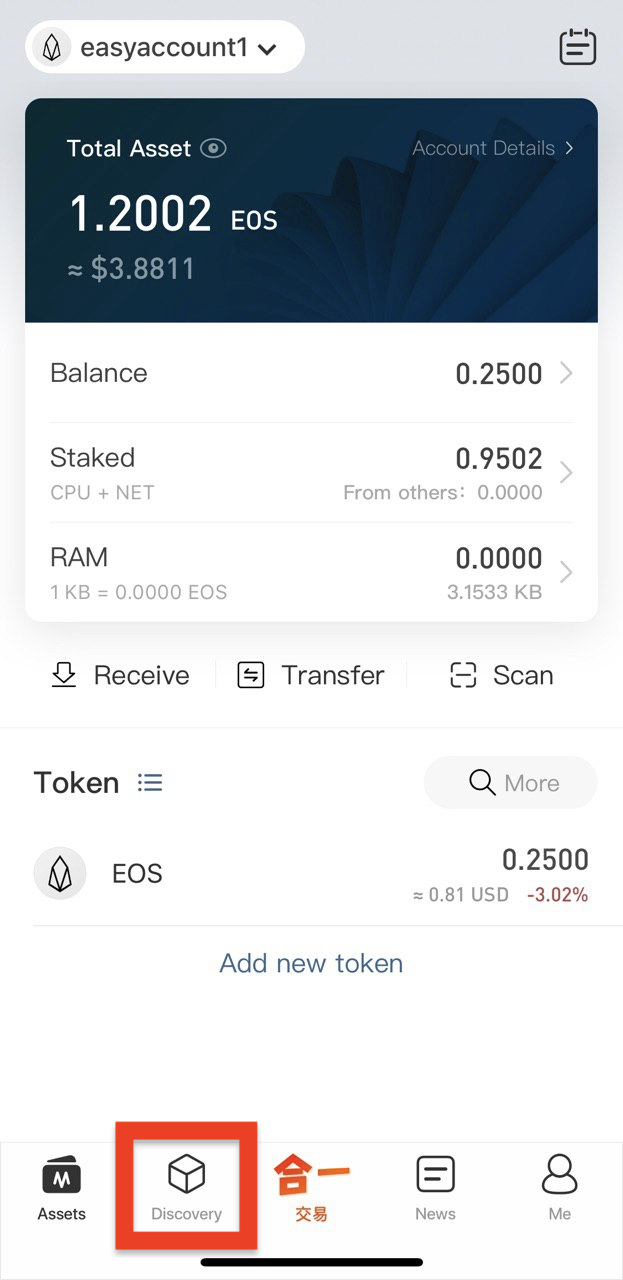 easyaccount1
Total Asset
Account Details >
1.2002 EOS
≈ $3.8811
Balance 0.2500
Staked 0.9502
CPU + NET From others: 0.0000
RAM 0.0000
1 KB = 0.0000 EOS 3.1533 KB
Receive Transfer Scan
Token More
EOS 0.2500
≈ 0.81 USD -3.02%
Add new token
合一
Assets Discovery 交易 News Me